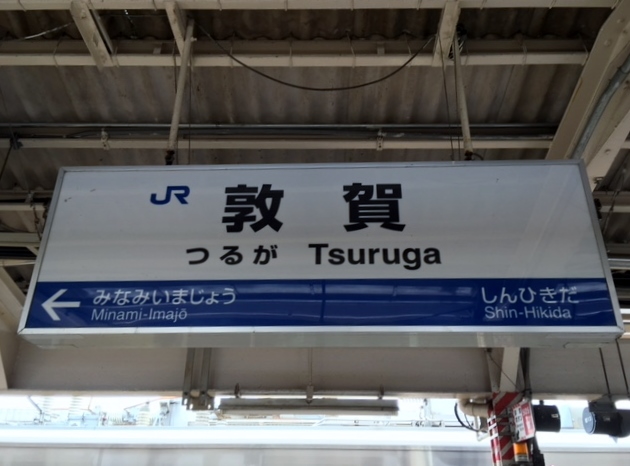 JR 敦賀
つるが Tsuruga
← みなみいまじょう しんひきだ
Minami-Imajō Shin-Hikida